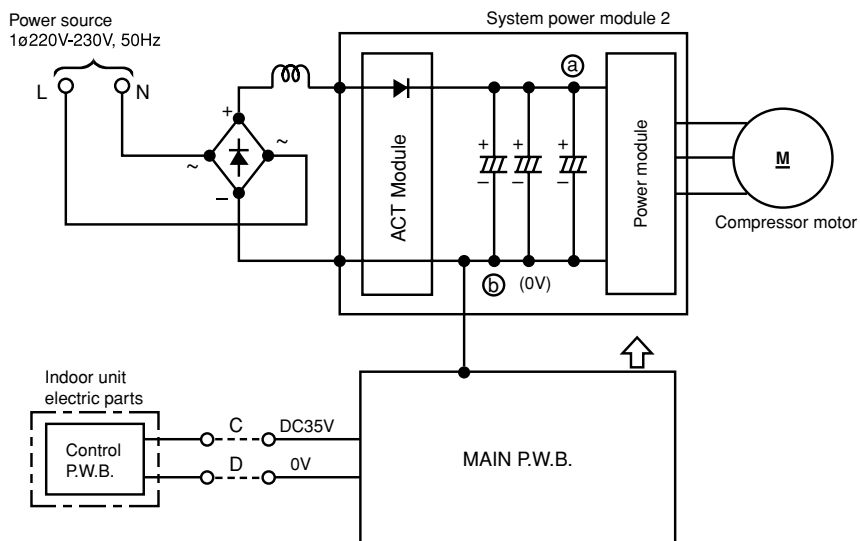 Power source
1ø220V-230V, 50Hz
L
N
System power module 2
+
~
~
–
ACT Module
a
+
+
+
–
–
–
b
(0V)
Power module
M
Compressor motor
Indoor unit
electric parts
Control
P.W.B.
C
DC35V
D
0V
MAIN P.W.B.